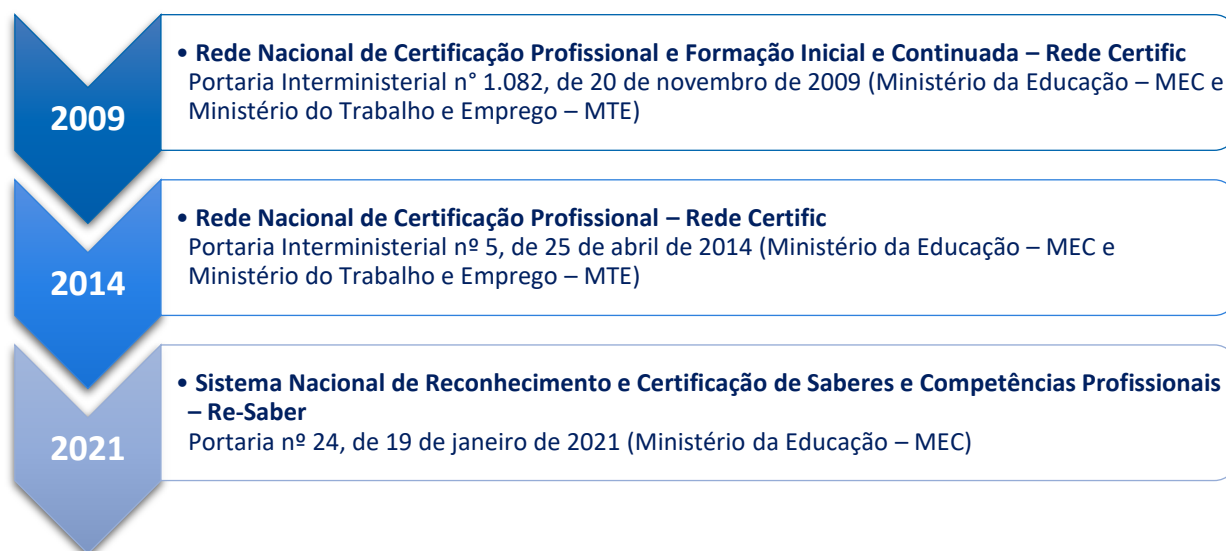 2009
• Rede Nacional de Certificação Profissional e Formação Inicial e Continuada – Rede Certific
Portaria Interministerial n° 1.082, de 20 de novembro de 2009 (Ministério da Educação – MEC e
Ministério do Trabalho e Emprego – MTE)
2014
• Rede Nacional de Certificação Profissional – Rede Certific
Portaria Interministerial nº 5, de 25 de abril de 2014 (Ministério da Educação – MEC e
Ministério do Trabalho e Emprego – MTE)
2021
• Sistema Nacional de Reconhecimento e Certificação de Saberes e Competências Profissionais
– Re-Saber
Portaria nº 24, de 19 de janeiro de 2021 (Ministério da Educação – MEC)